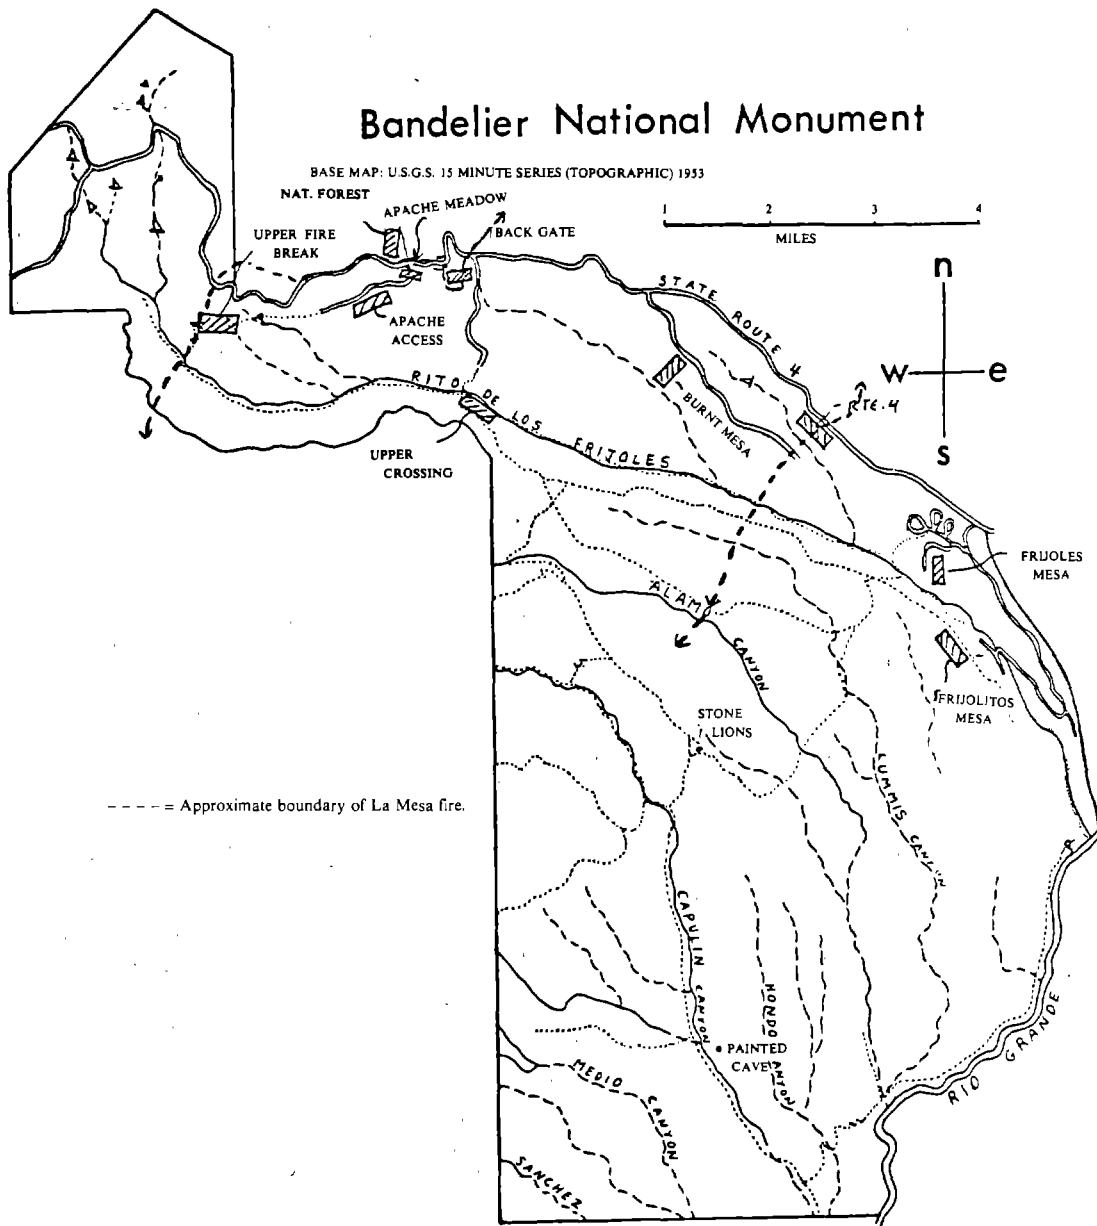 Bandelier National Monument
BASE MAP: U.S.G.S. 15 MINUTE SERIES (TOPOGRAPHIC) 1953
NAT. FOREST
APACHE MEADOW
BACK GATE
1 2 3 4
MILES
UPPER FIRE
BREAK
APACHE
ACCESS
STATE ROUTE 4
n
w e
s
RTE. 4
BURNT MESA
RITO DE LOS FRIJOLES
UPPER
CROSSING
FRIJOLES
MESA
ALAMO CANYON
FRIJOLITOS
MESA
STONE
LIONS
LUMMIS CANYON
- - - - = Approximate boundary of La Mesa fire.
CAPULIN CANYON
HONDO CANYON
PAINTED
CAVE
RIO GRANDE
MEDIO CANYON
SANCHEZ